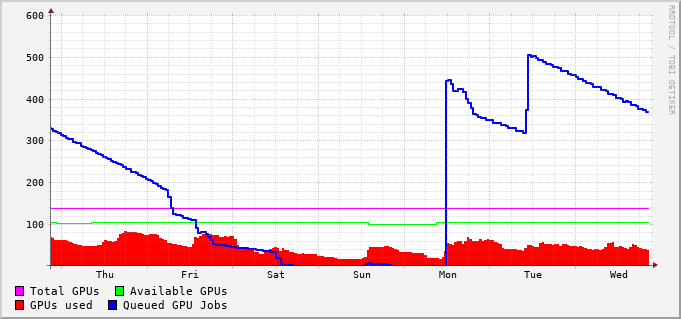 RRDTOOL / TOBI OETIKER
600
500
400
300
200
100
Thu Fri Sat Sun Mon Tue Wed
Total GPUs Available GPUs
GPUs used Queued GPU Jobs